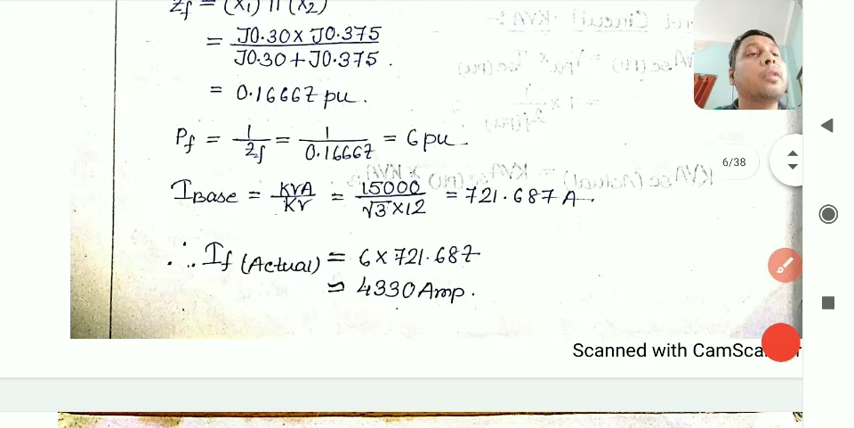 Zf = (X1) || (X2)
= J0.30 X J0.375 / J0.30 + J0.375 .
= 0.16667 pu.
Pf = 1 / Zf = 1 / 0.16667 = 6 pu.
IBASE = KVA / KV = 15000 / √3 X 12 = 721.687 A.
∴ If (Actual) = 6 X 721.687
= 4330 Amp.
6/38
Scanned with CamSca